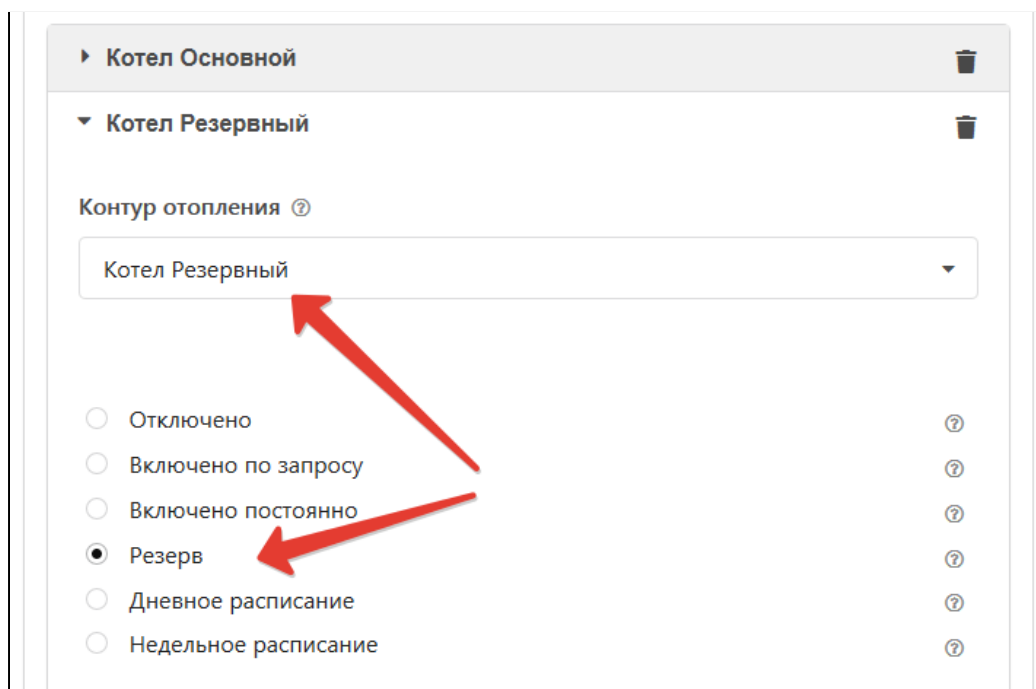 Котел Основной
Котел Резервный
Контур отопления
Котел Резервный
Отключено
Включено по запросу
Включено постоянно
Резерв
Дневное расписание
Недельное расписание